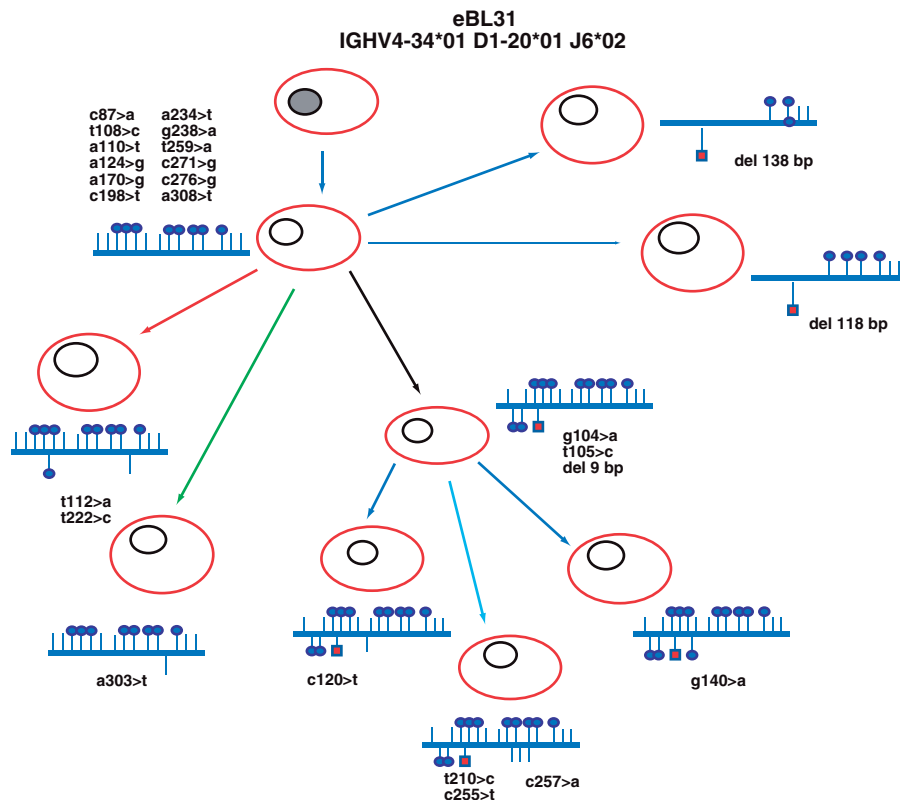 eBL31
IGHV4-34*01 D1-20*01 J6*02
c87>a a234>t
t108>c g238>a
a110>t t259>a
a124>g c271>g
a170>g c276>g
c198>t a308>t
del 138 bp
del 118 bp
g104>a
t105>c
del 9 bp
t112>a
t222>c
a303>t
c120>t
g140>a
t210>c c257>a
c255>t